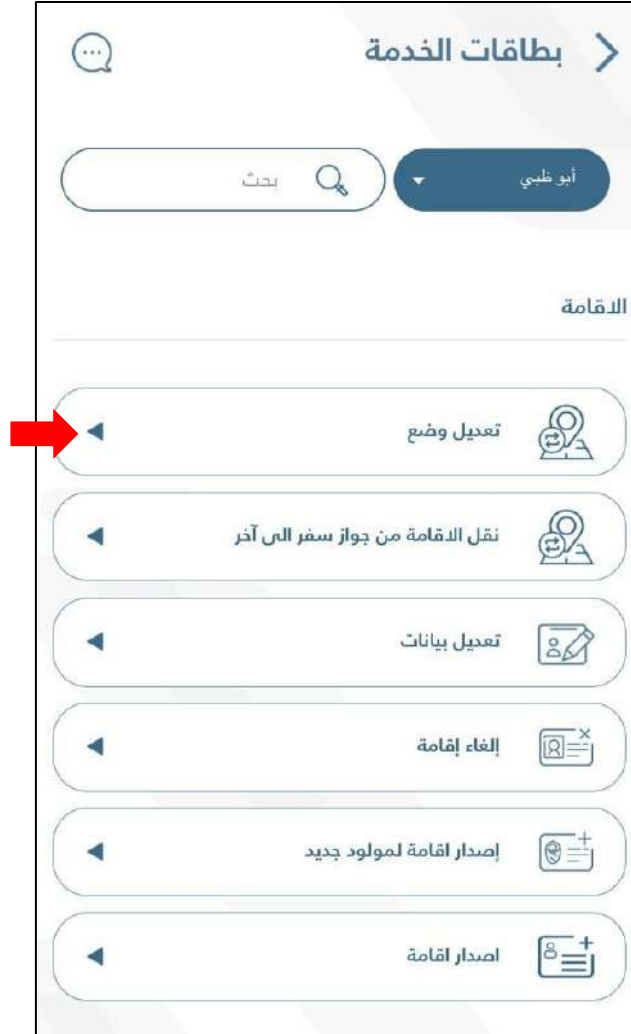 بطاقات الخدمة
أبو ظبي
بحث
الاقامة
تعديل وضع
نقل الاقامة من جواز سفر الى آخر
تعديل بيانات
إلغاء إقامة
إصدار اقامة لمولود جديد
اصدار اقامة